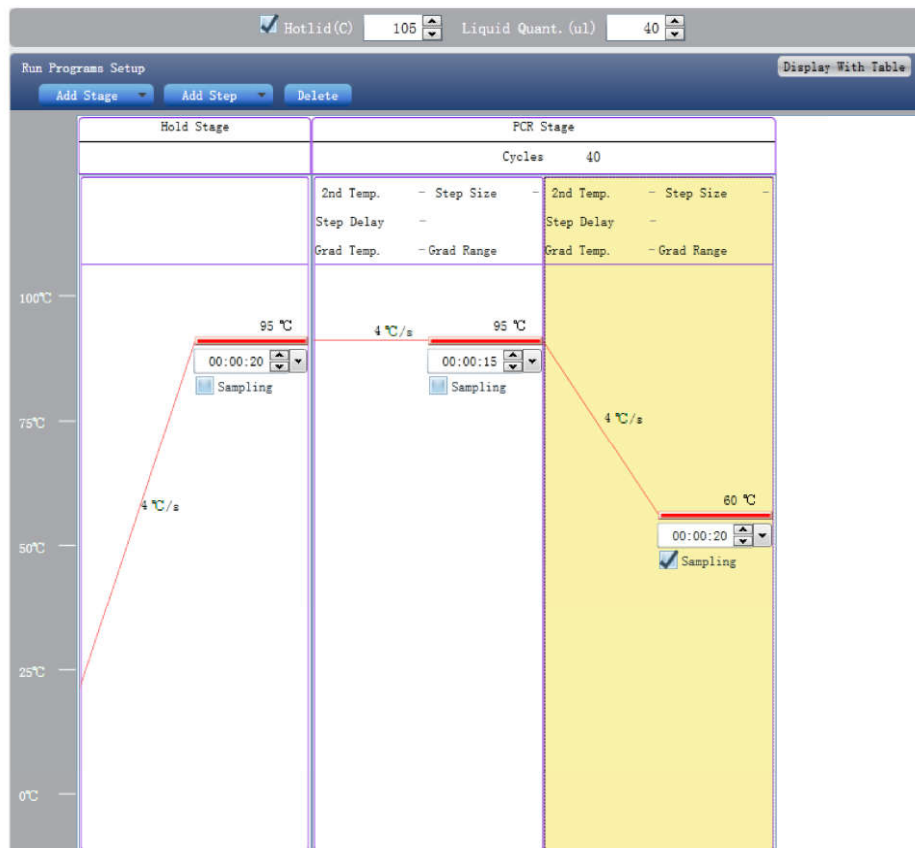 Hotlid(C) 105 Liquid Quant.(ul) 40
Run Programs Setup Display With Table
Add Stage Add Step Delete
Hold Stage PCR Stage
Cycles 40
2nd Temp. - Step Size - 2nd Temp. - Step Size -
Step Delay - Step Delay -
Grad Temp. - Grad Range Grad Temp. - Grad Range
100℃
95 ℃ 4 ℃/s 95 ℃
00:00:20 00:00:15
Sampling Sampling
75℃ 4 ℃/s
4 ℃/s 60 ℃
50℃ 00:00:20
Sampling
25℃
0℃